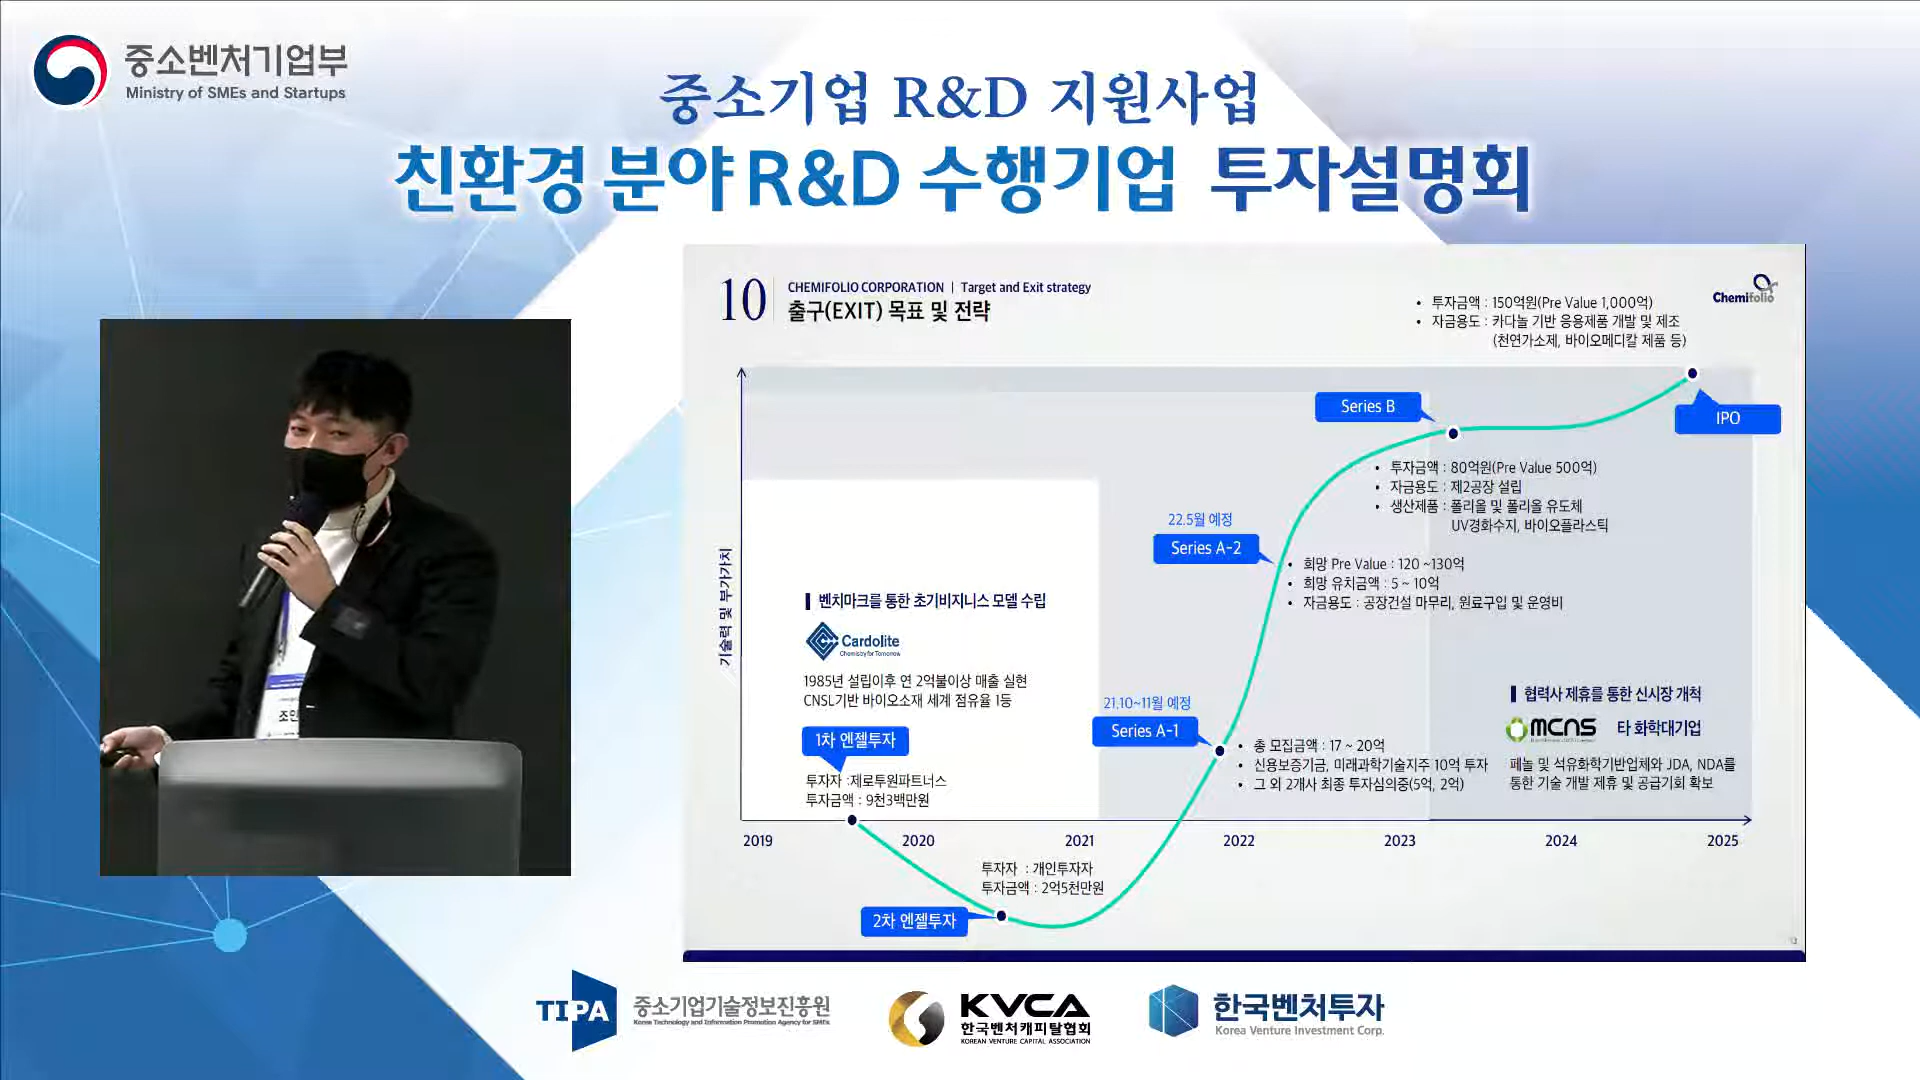 중소벤처기업부
Ministry of SMEs and Startups
중소기업 R&D 지원사업
친환경 분야 R&D 수행기업 투자설명회
10
CHEMIFOLIO CORPORATION | Target and Exit strategy
출구(EXIT) 목표 및 전략
Chemifolio
• 투자금액 : 150억원(Pre Value 1,000억)
• 자금용도 : 카다놀 기반 응용제품 개발 및 제조
(천연가소제, 바이오메디칼 제품 등)
기술력 및 부가가치
Series B
IPO
• 투자금액 : 80억원(Pre Value 500억)
• 자금용도 : 제2공장 설립
• 생산제품 : 폴리올 및 폴리올 유도체
UV경화수지, 바이오플라스틱
22.5월 예정
Series A-2
• 희망 Pre Value : 120 ~130억
• 희망 유치금액 : 5 ~ 10억
• 자금용도 : 공장건설 마무리, 원료구입 및 운영비
벤치마크를 통한 초기비지니스 모델 수립
Cardolite
Chemistry for Tomorrow
1985년 설립이후 연 2억불이상 매출 실현
CNSL기반 바이오소재 세계 점유율 1등
1차 엔젤투자
투자자 :제로투원파트너스
투자금액 : 9천3백만원
21.10~11월 예정
Series A-1
• 총 모집금액 : 17 ~ 20억
• 신용보증기금, 미래과학기술지주 10억 투자
• 그 외 2개사 최종 투자심의중(5억, 2억)
협력사 제휴를 통한 신시장 개척
mcns 타 화학대기업
페놀 및 석유화학기반업체와 JDA, NDA를
통한 기술 개발 제휴 및 공급기회 확보
2019 2020 2021 2022 2023 2024 2025
투자자 : 개인투자자
투자금액 : 2억5천만원
2차 엔젤투자
조인
TIPA 중소기업기술정보진흥원
Korea Technology and Information Promotion Agency for SMEs
KVCA
한국벤처캐피탈협회
KOREAN VENTURE CAPITAL ASSOCIATION
한국벤처투자
Korea Venture Investment Corp.